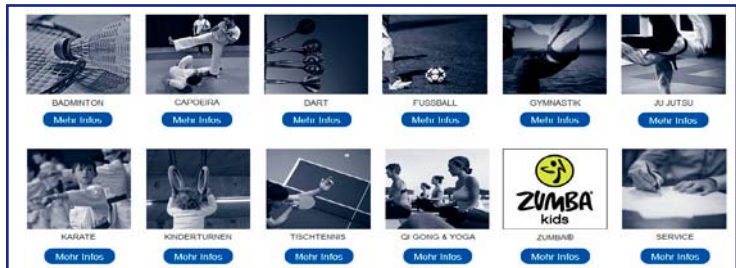 BADMINTON
CAPOEIRA
DART
FUSSBALL
GYMNASTIK
JU JUTSU
Mehr Infos
Mehr Infos
Mehr Infos
Mehr Infos
Mehr Infos
Mehr Infos
ZUMBA®
kids
KARATE
KINDERTURNEN
TISCHTENNIS
QI GONG & YOGA
ZUMBA®
SERVICE
Mehr Infos
Mehr Infos
Mehr Infos
Mehr Infos
Mehr Infos
Mehr Infos